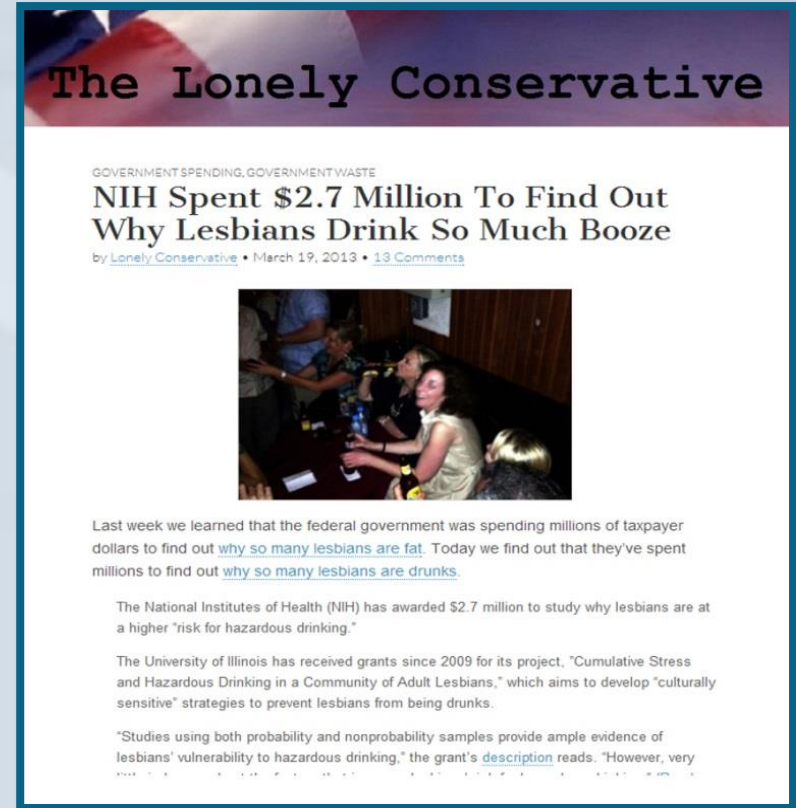 The Lonely Conservative
GOVERNMENT SPENDING, GOVERNMENT WASTE
NIH Spent $2.7 Million To Find Out
Why Lesbians Drink So Much Booze
by Lonely Conservative • March 19, 2013 • 13 Comments
Last week we learned that the federal government was spending millions of taxpayer
dollars to find out why so many lesbians are fat. Today we find out that they've spent
millions to find out why so many lesbians are drunks.
The National Institutes of Health (NIH) has awarded $2.7 million to study why lesbians are at
a higher “risk for hazardous drinking.”
The University of Illinois has received grants since 2009 for its project, “Cumulative Stress
and Hazardous Drinking in a Community of Adult Lesbians,” which aims to develop “culturally
sensitive” strategies to prevent lesbians from being drunks.
“Studies using both probability and nonprobability samples provide ample evidence of
lesbians’ vulnerability to hazardous drinking,” the grant’s description reads. “However, very